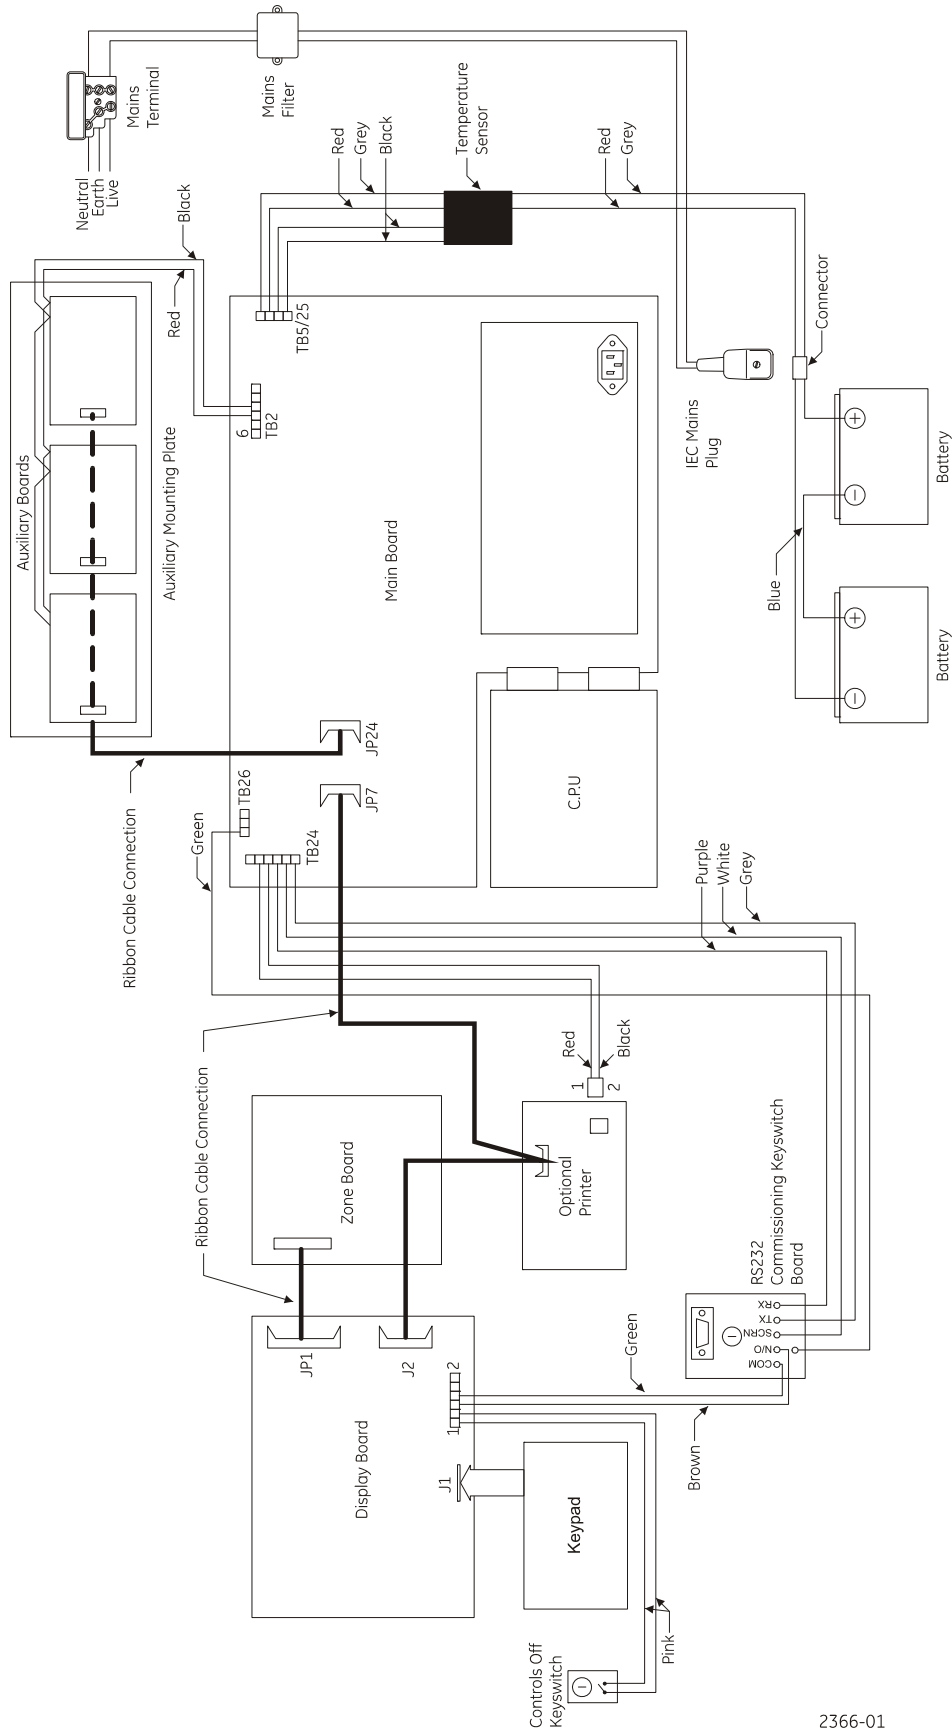 Neutral
Earth
Live
Mains
Terminal
Mains
Filter
Black
Red
Red
Grey
Black
Temperature
Sensor
Red
Grey
Auxiliary Boards
Auxiliary Mounting Plate
6
TB2
TB5/25
Main Board
IEC Mains
Plug
Connector
Battery
Blue
Battery
C.P.U
JP24
JP7
TB26
TB24
Green
Ribbon Cable Connection
Purple
White
Grey
Ribbon Cable Connection
Red
Black
1
2
Zone Board
Optional
Printer
RS232
Commissioning Keyswitch
Board
RX
TX
SCRN
N/O
COM
JP1
J2
Display Board
2
1
J1
Green
Brown
Keypad
Controls Off
Keyswitch
Pink
2366-01